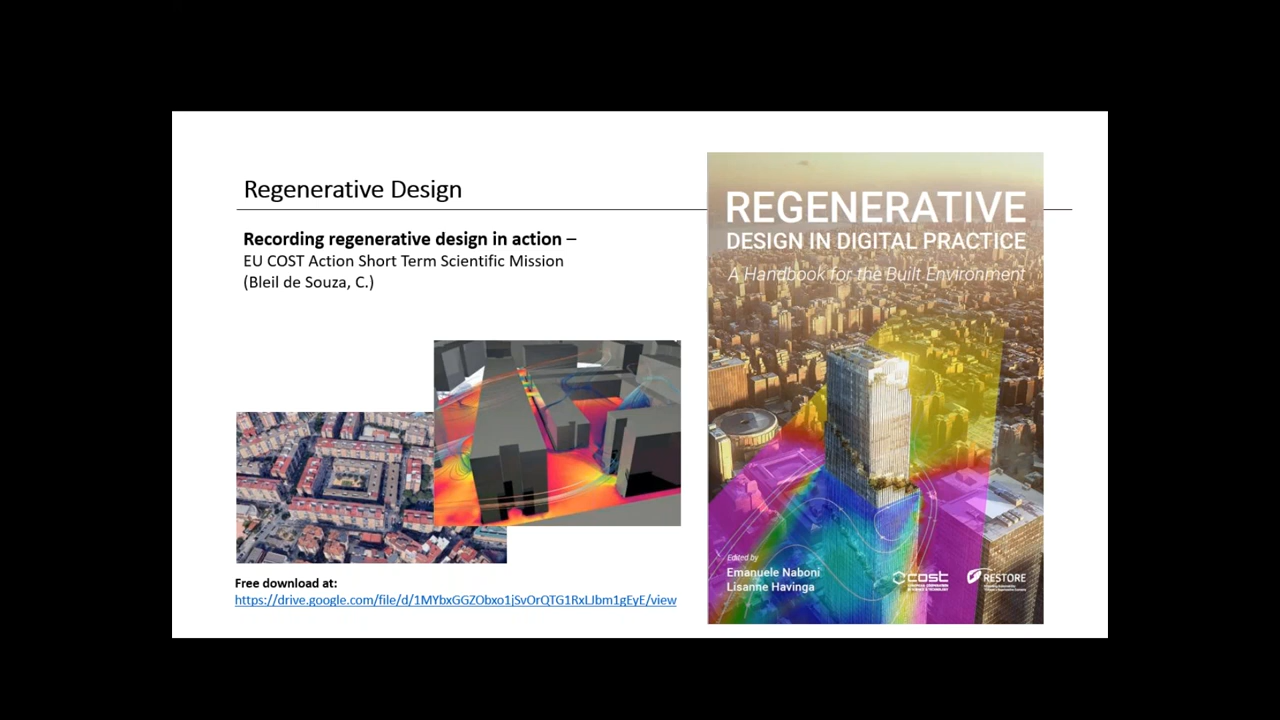 Regenerative Design
Recording regenerative design in action –
EU COST Action Short Term Scientific Mission
(Bleil de Souza, C.)
Free download at:
https://drive.google.com/file/d/1MYbxGGZObxo1jSvOrQTG1RxLJbm1gEyE/view
REGENERATIVE
DESIGN IN DIGITAL PRACTICE
A Handbook for the Built Environment
Edited by
Emanuele Naboni
Lisanne Havinga
cost
RESTORE